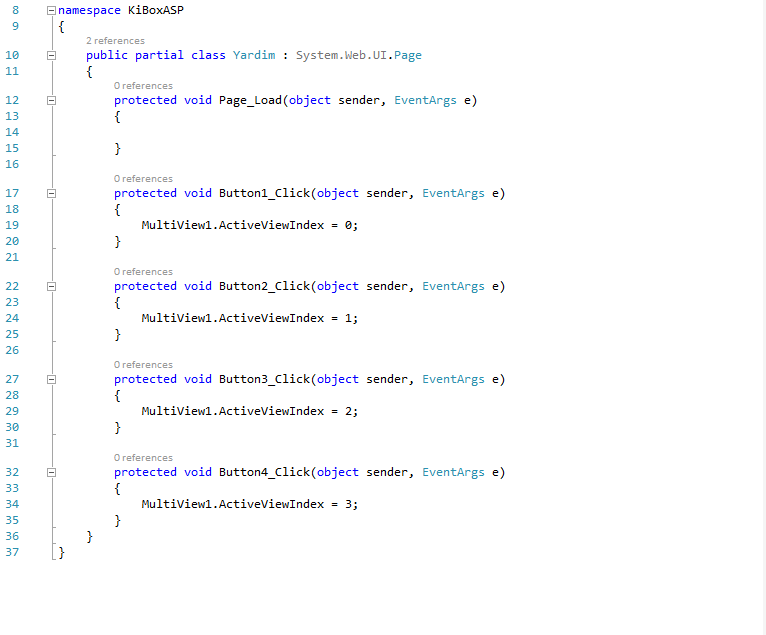 8 namespace KiBoxASP
9 {
2 references
10 public partial class Yardim : System.Web.UI.Page
11 {
0 references
12 protected void Page_Load(object sender, EventArgs e)
13 {
14
15 }
16
0 references
17 protected void Button1_Click(object sender, EventArgs e)
18 {
19 MultiView1.ActiveViewIndex = 0;
20 }
21
0 references
22 protected void Button2_Click(object sender, EventArgs e)
23 {
24 MultiView1.ActiveViewIndex = 1;
25 }
26
0 references
27 protected void Button3_Click(object sender, EventArgs e)
28 {
29 MultiView1.ActiveViewIndex = 2;
30 }
31
0 references
32 protected void Button4_Click(object sender, EventArgs e)
33 {
34 MultiView1.ActiveViewIndex = 3;
35 }
36 }
37 }